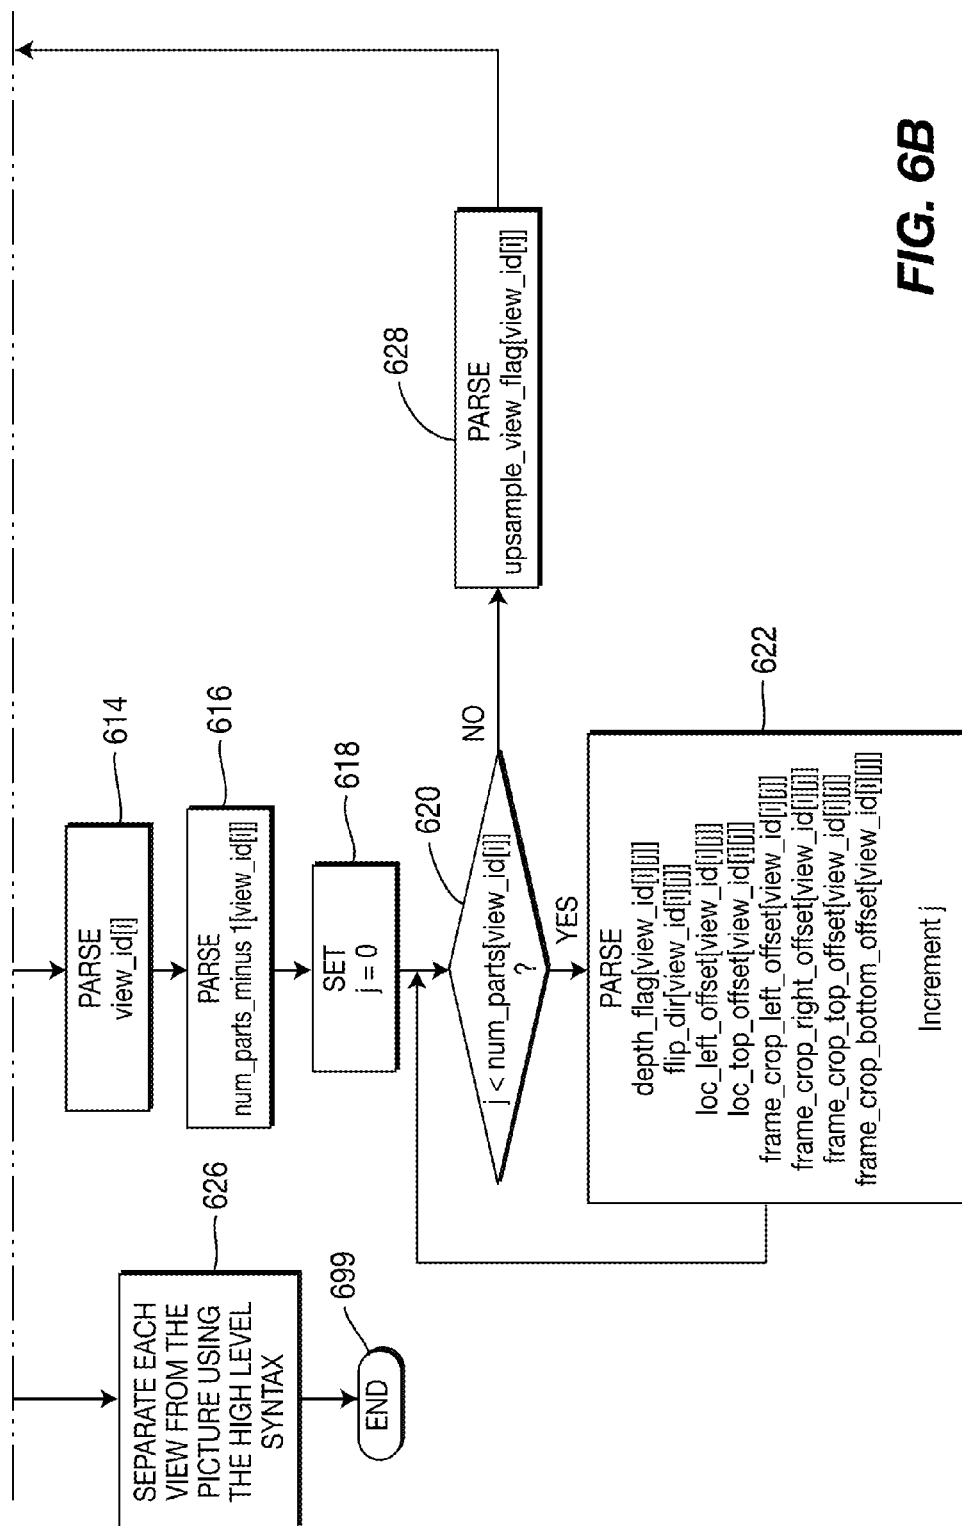 614
PARSE
view_id[i]
616
PARSE
num_parts_minus 1[view_id[i]]
618
SET
j = 0
620
j < num_parts[view_id[i]]
?
NO
YES
628
PARSE
upsample_view_flag[view_id[i]]
622
PARSE
depth_flag[view_id[i][j]]
flip_dir[view_id[i][j]]
loc_left_offset[view_id[i][j]]
loc_top_offset[view_id[i][j]]
frame_crop_left_offset[view_id[i][j]]
frame_crop_right_offset[view_id[i][j]]
frame_crop_top_offset[view_id[i][j]]
frame_crop_bottom_offset[view_id[i][j]]
Increment j
626
SEPARATE EACH
VIEW FROM THE
PICTURE USING
THE HIGH LEVEL
SYNTAX
699
END
FIG. 6B